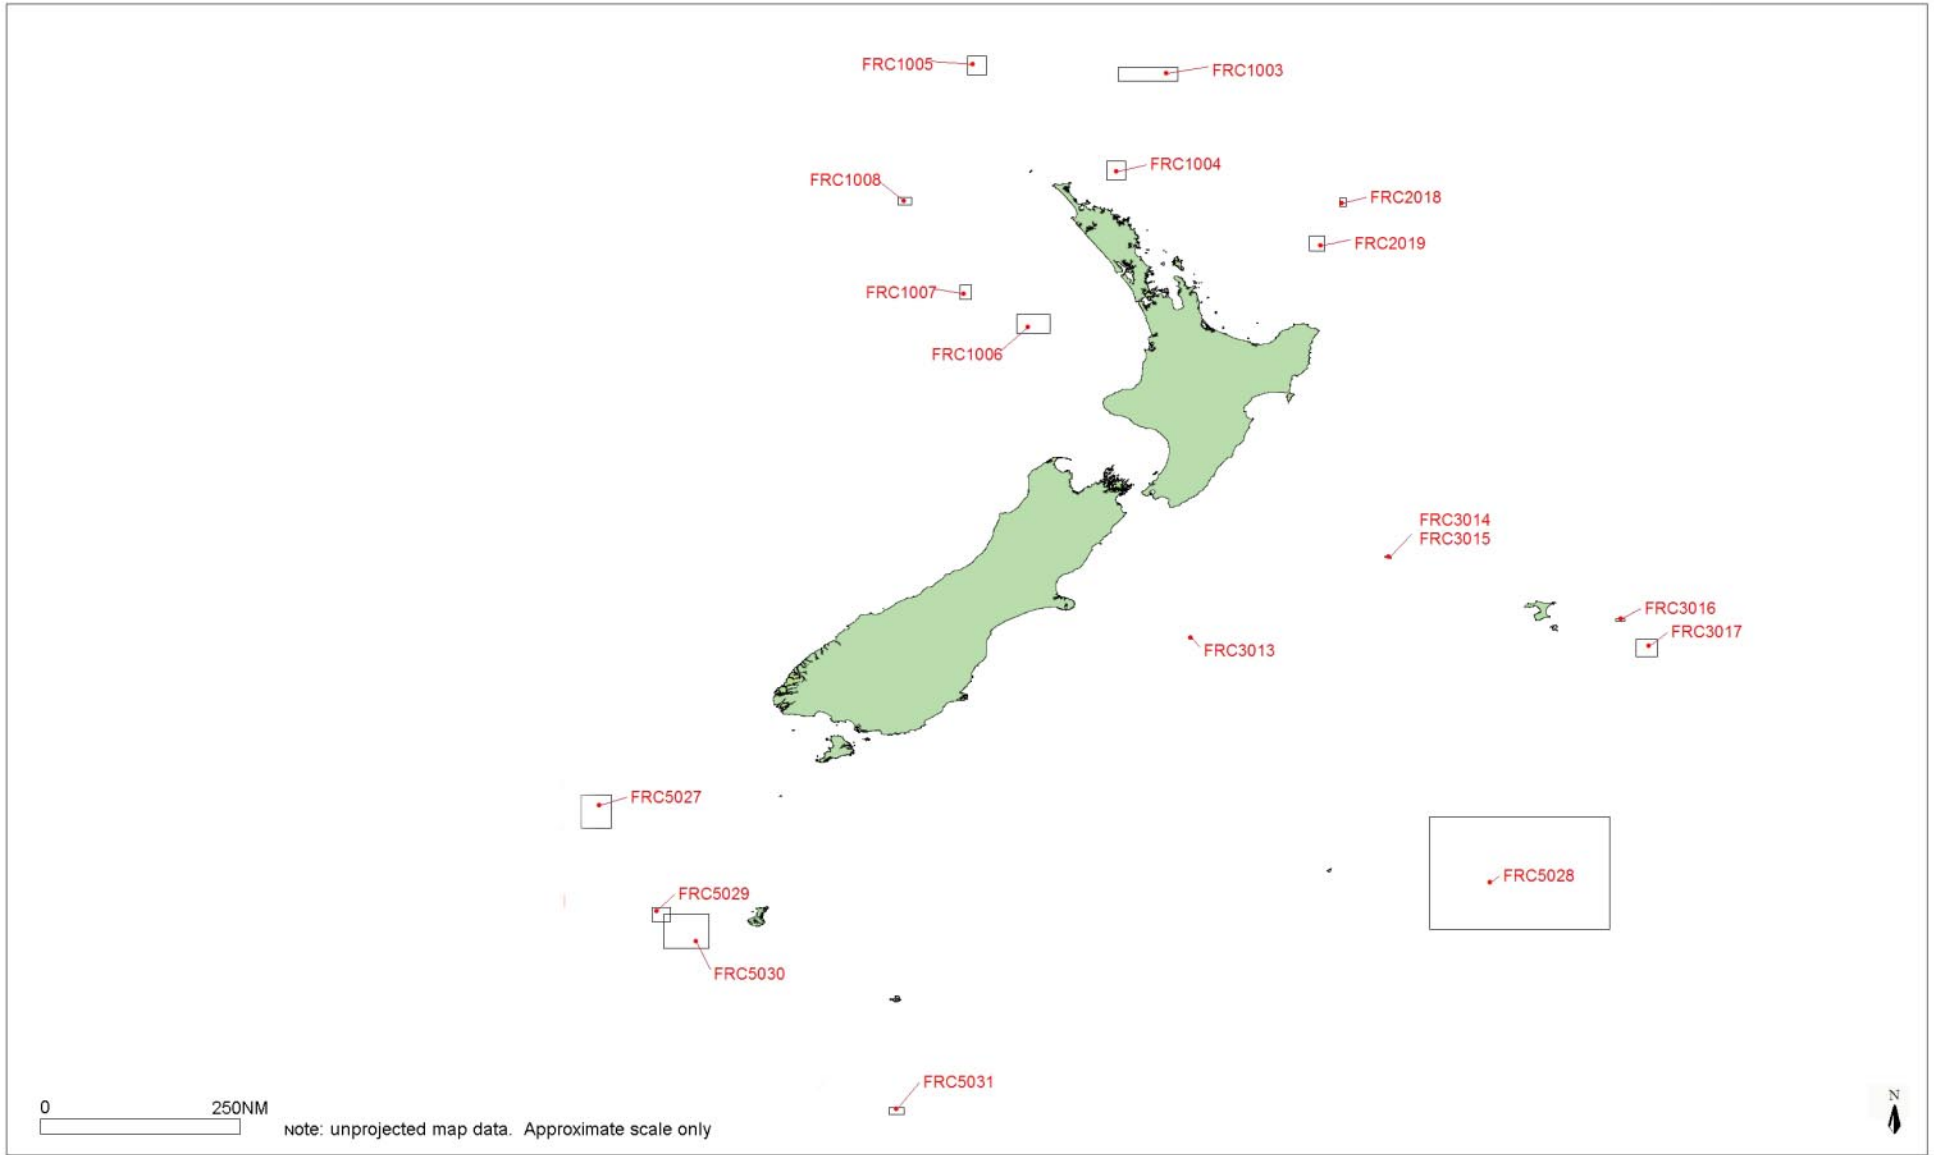 FRC1005
FRC1003
FRC1004
FRC1008
FRC2018
FRC2019
FRC1007
FRC1006
FRC3014
FRC3015
FRC3016
FRC3017
FRC3013
FRC5027
FRC5028
FRC5029
FRC5030
FRC5031
N
0 250NM
Note: unprojected map data. Approximate scale only